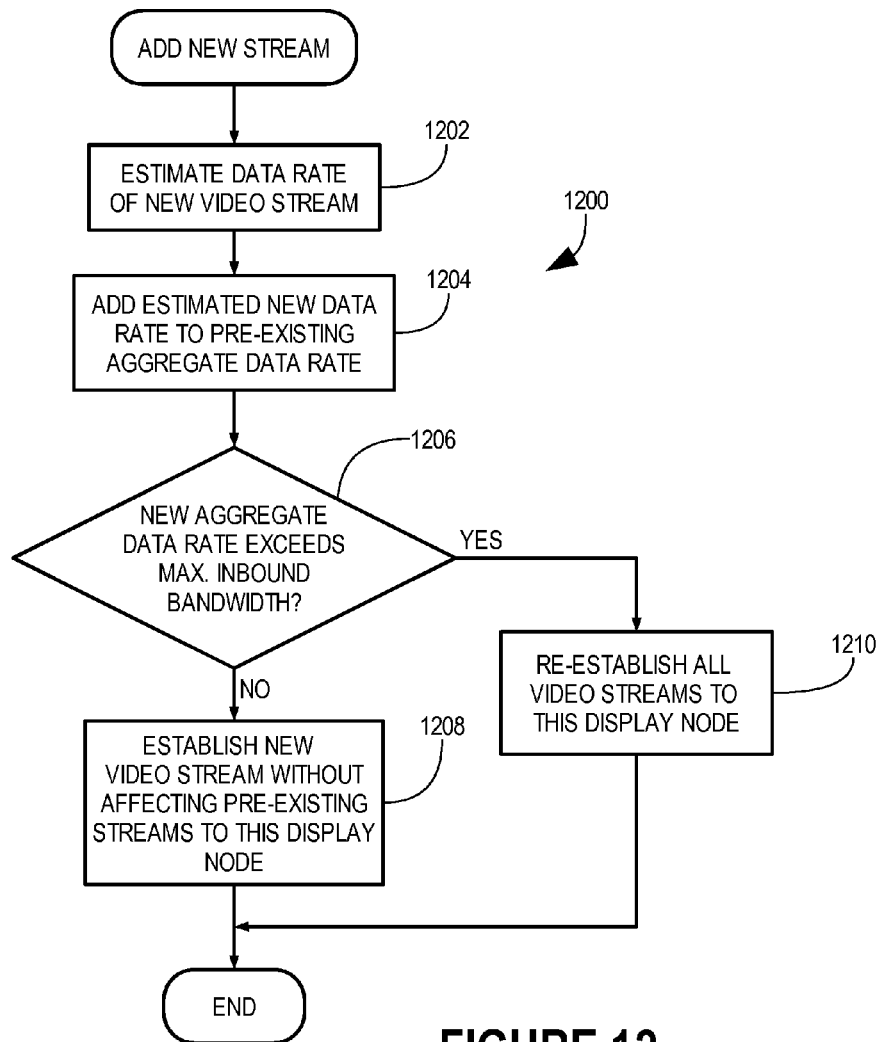 ADD NEW STREAM
1202
ESTIMATE DATA RATE
OF NEW VIDEO STREAM
1200
1204
ADD ESTIMATED NEW DATA
RATE TO PRE-EXISTING
AGGREGATE DATA RATE
1206
NEW AGGREGATE
DATA RATE EXCEEDS
MAX. INBOUND
BANDWIDTH?
YES
1210
RE-ESTABLISH ALL
VIDEO STREAMS TO
THIS DISPLAY NODE
NO
1208
ESTABLISH NEW
VIDEO STREAM WITHOUT
AFFECTING PRE-EXISTING
STREAMS TO THIS DISPLAY
NODE
END
FIGURE 12